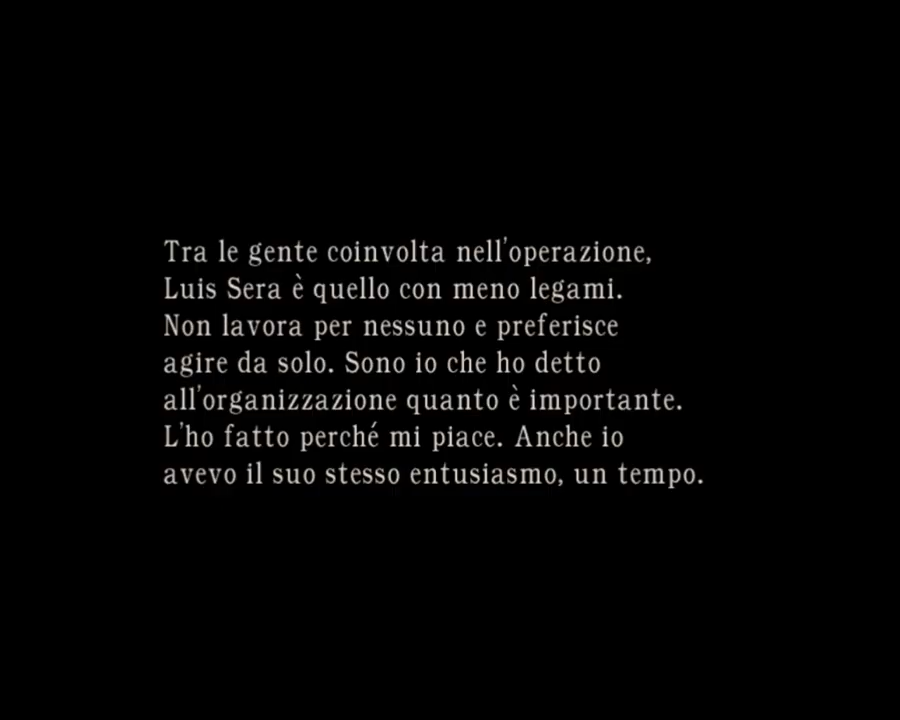 Tra le gente coinvolta nell'operazione,
Luis Sera è quello con meno legami.
Non lavora per nessuno e preferisce
agire da solo. Sono io che ho detto
all'organizzazione quanto è importante.
L'ho fatto perché mi piace. Anche io
avevo il suo stesso entusiasmo, un tempo.